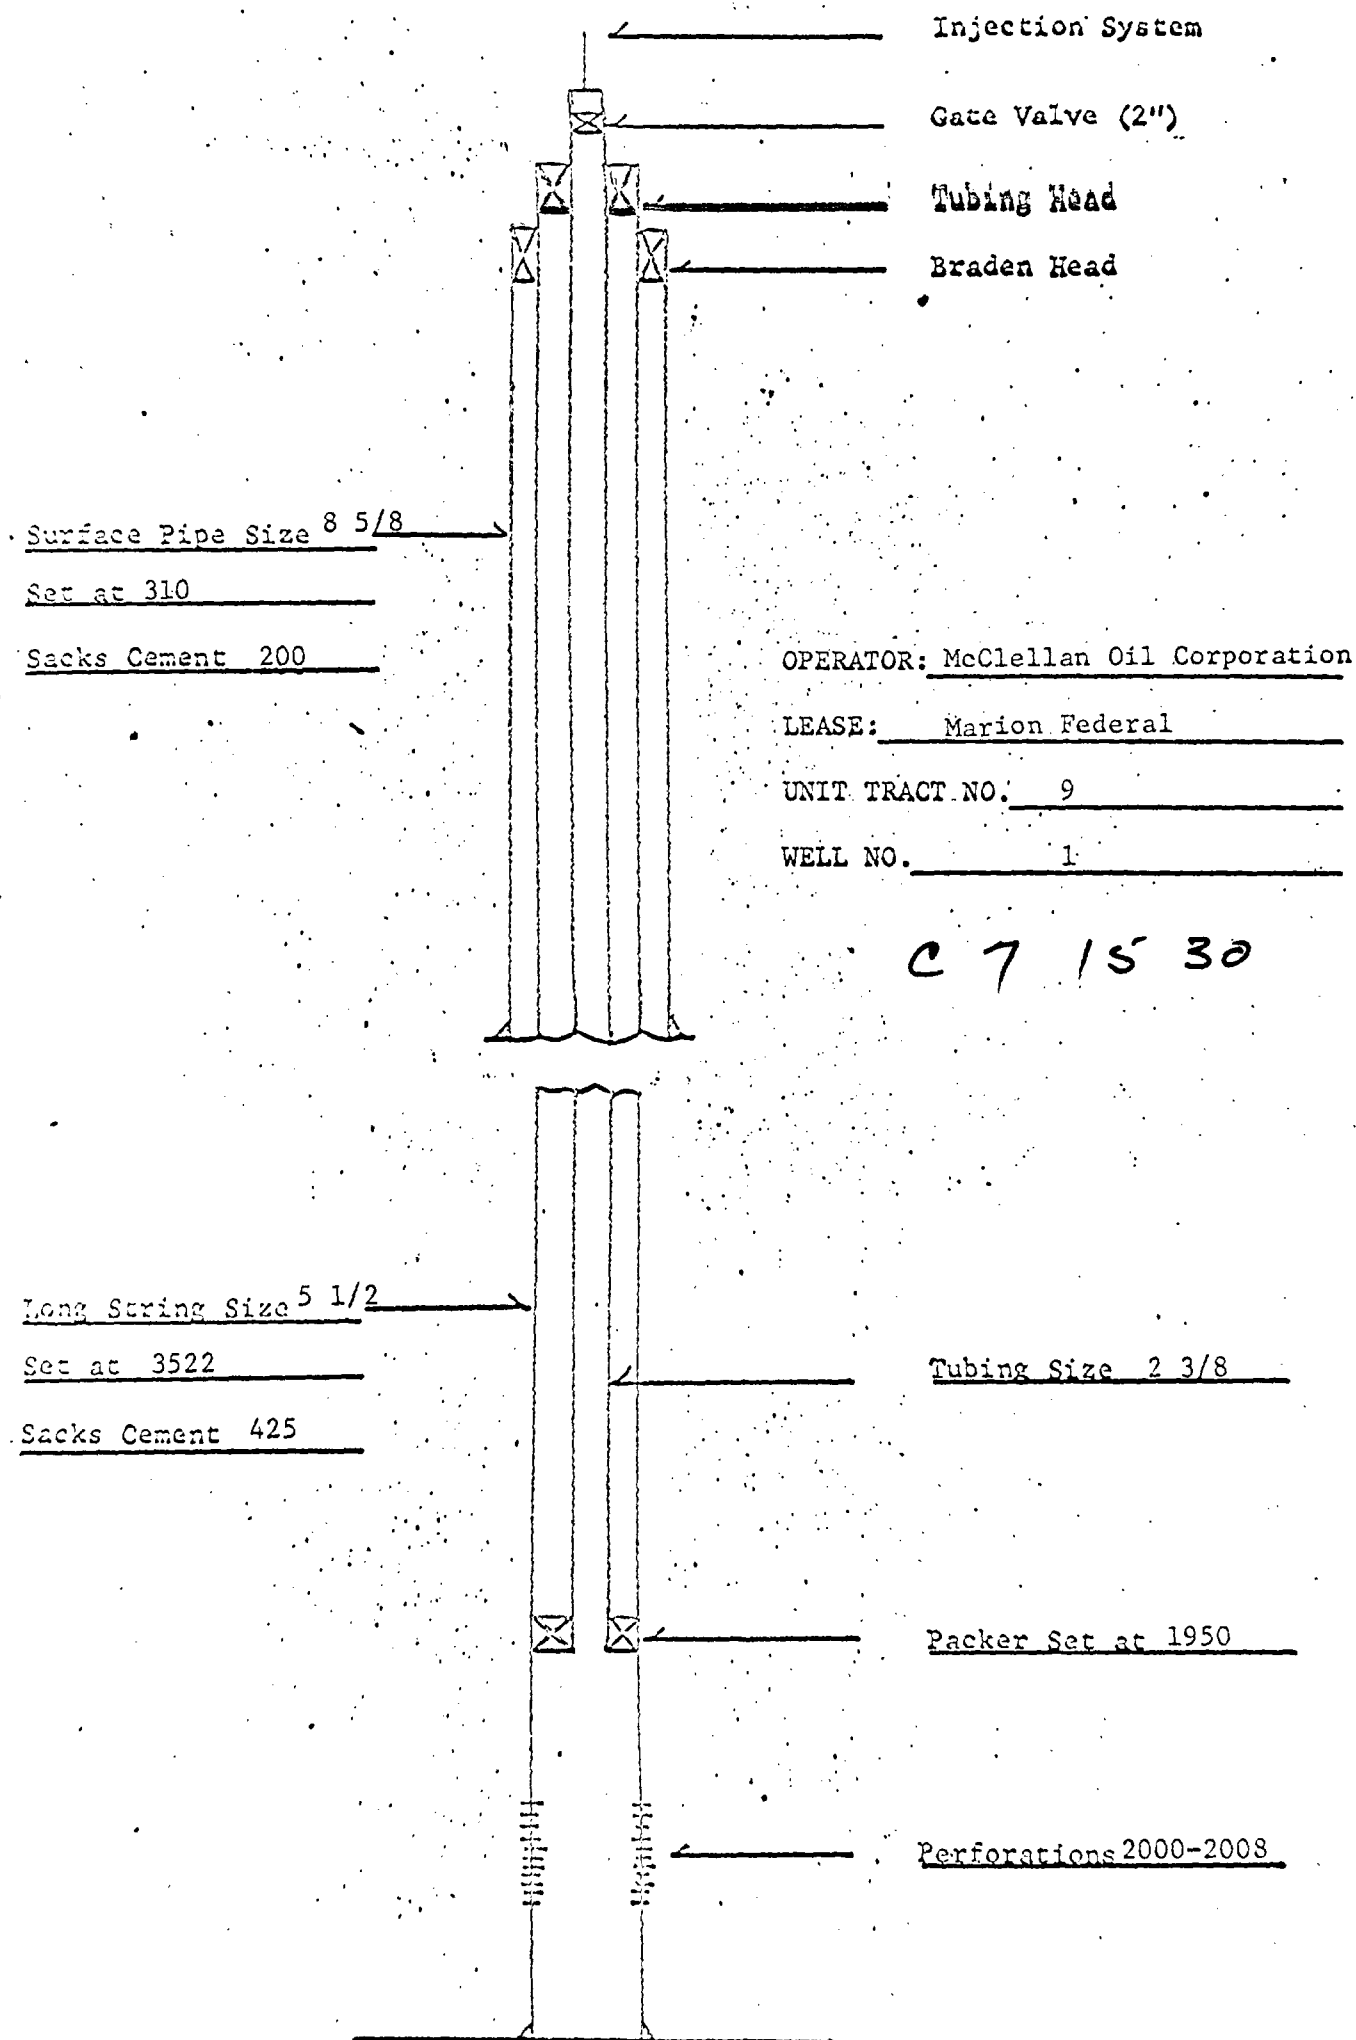 Injection System
Gate Valve (2")
Tubing Head
Braden Head
Surface Pipe Size 8 5/8
Set at 310
Sacks Cement 200
OPERATOR: McClellan Oil Corporation
LEASE: Marion Federal
UNIT TRACT NO. 9
WELL NO. 1
C 7 15 30
Long String Size 5 1/2
Set at 3522
Sacks Cement 425
Tubing Size 2 3/8
Packer Set at 1950
Perforations 2000-2008